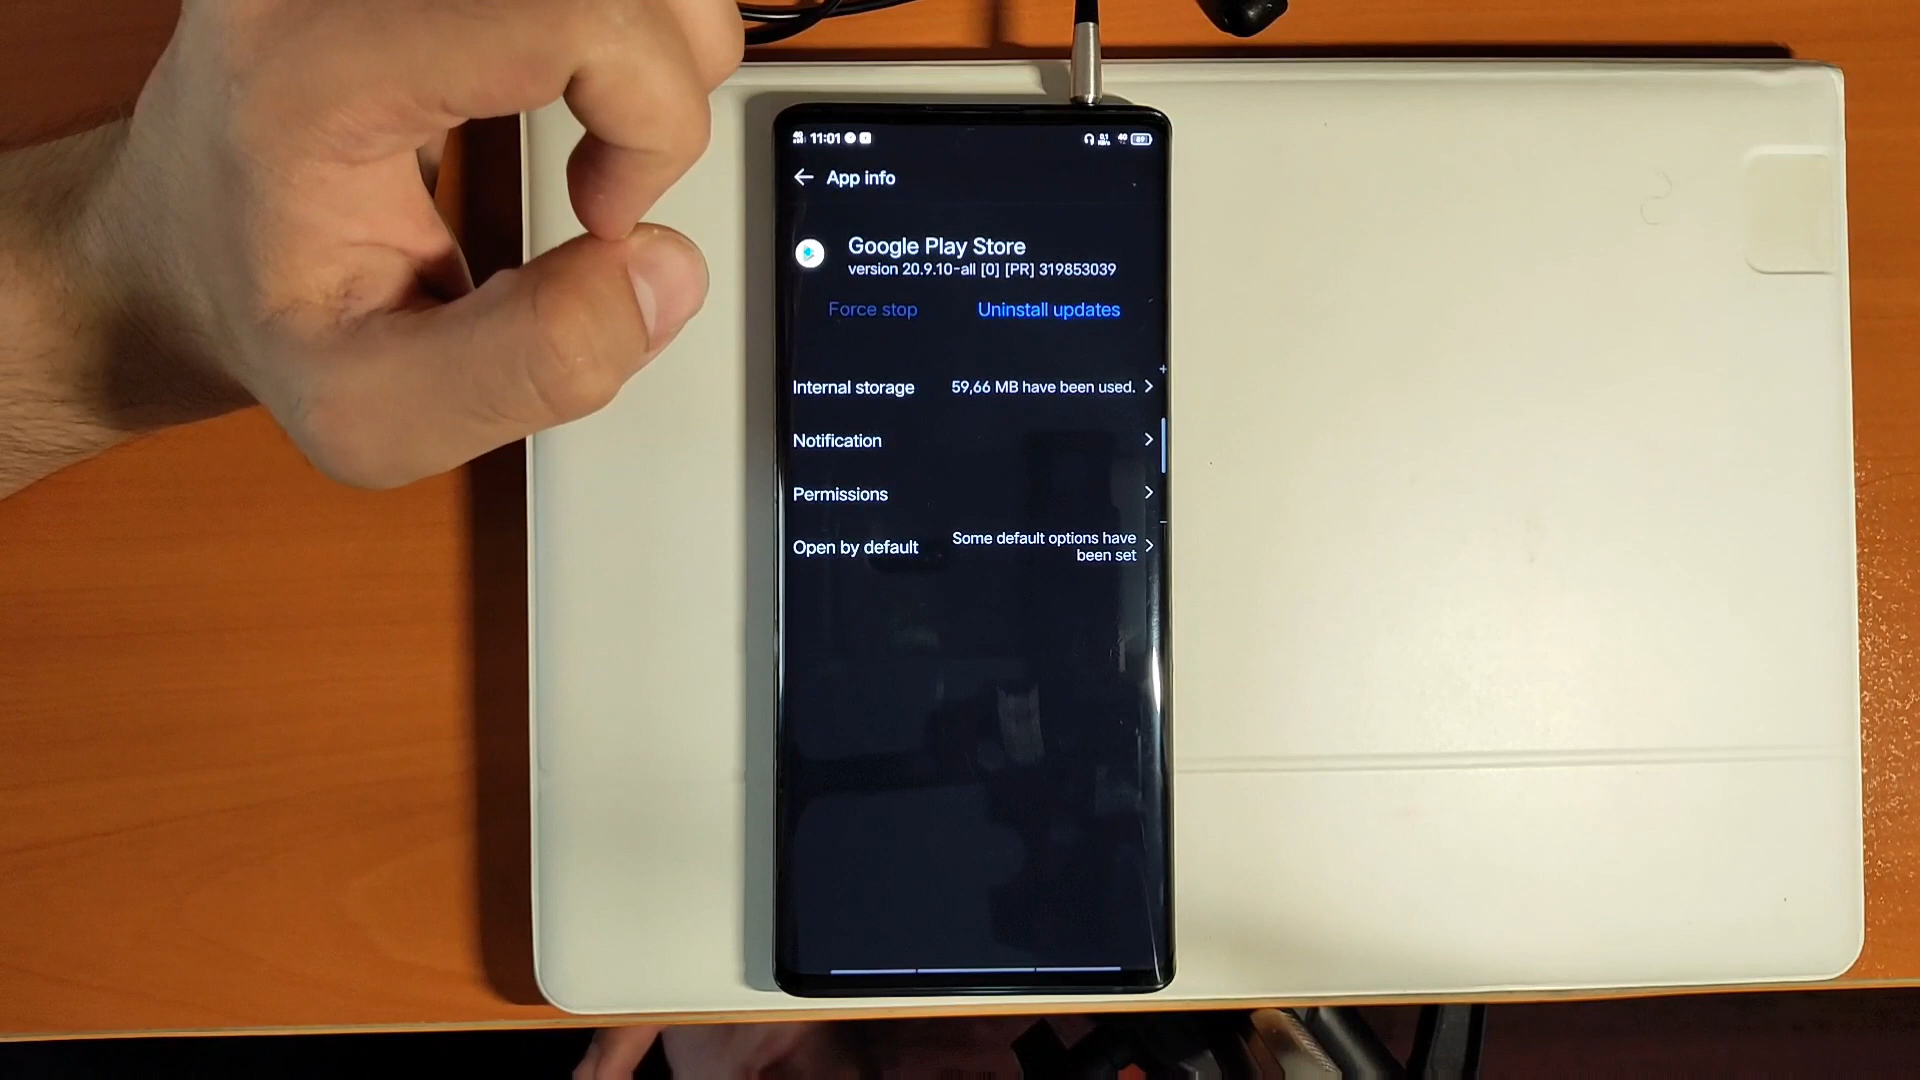 11:01
App info
Google Play Store
version 20.9.10-all [0] [PR] 319853039
Force stop
Uninstall updates
Internal storage
59,66 MB have been used.
Notification
Permissions
Open by default
Some default options have
been set